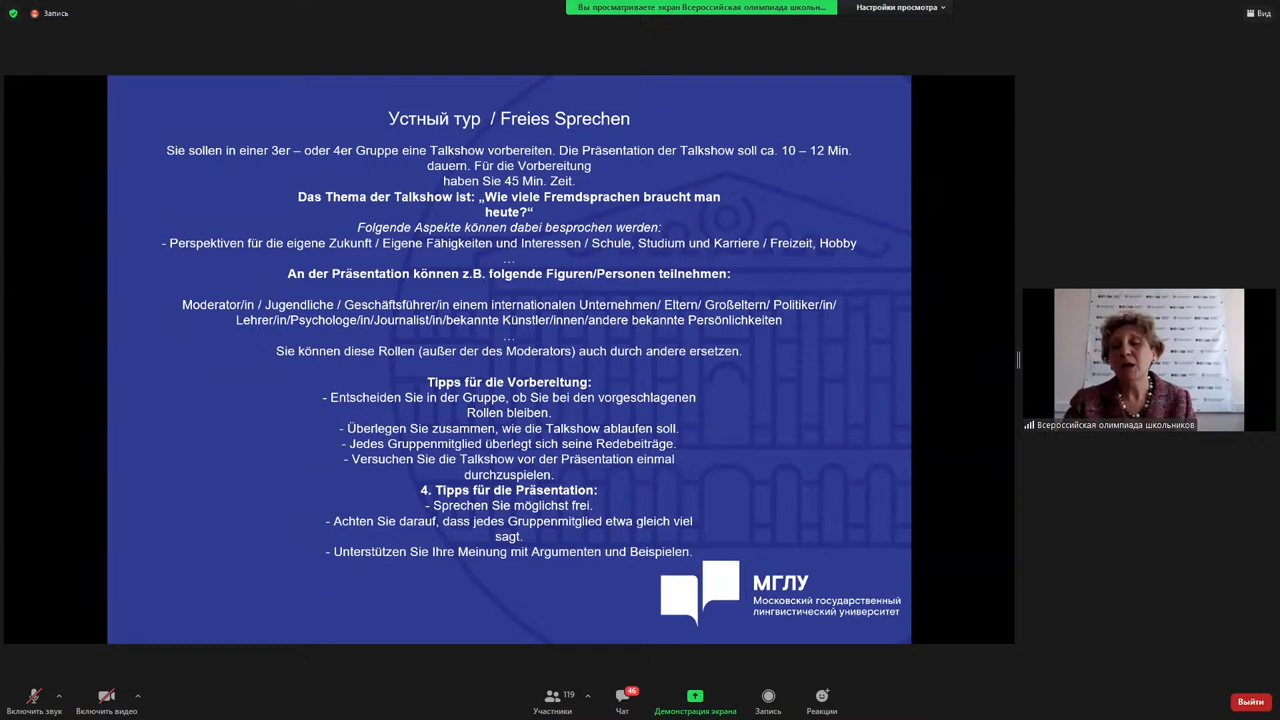 Запись
Вы просматриваете экран Всероссийская олимпиада школьн...
Настройки просмотра
Вид
Устный тур / Freies Sprechen
Sie sollen in einer 3er – oder 4er Gruppe eine Talkshow vorbereiten. Die Präsentation der Talkshow soll ca. 10 – 12 Min.
dauern. Für die Vorbereitung
haben Sie 45 Min. Zeit.
Das Thema der Talkshow ist: „Wie viele Fremdsprachen braucht man
heute?“
Folgende Aspekte können dabei besprochen werden:
- Perspektiven für die eigene Zukunft / Eigene Fähigkeiten und Interessen / Schule, Studium und Karriere / Freizeit, Hobby
...
An der Präsentation können z.B. folgende Figuren/Personen teilnehmen:
Moderator/in / Jugendliche / Geschäftsführer/in einem internationalen Unternehmen/ Eltern/ Großeltern/ Politiker/in/
Lehrer/in/Psychologe/in/Journalist/in/bekannte Künstler/innen/andere bekannte Persönlichkeiten
...
Sie können diese Rollen (außer der des Moderators) auch durch andere ersetzen.
Tipps für die Vorbereitung:
- Entscheiden Sie in der Gruppe, ob Sie bei den vorgeschlagenen
Rollen bleiben.
- Überlegen Sie zusammen, wie die Talkshow ablaufen soll.
- Jedes Gruppenmitglied überlegt sich seine Redebeiträge.
- Versuchen Sie die Talkshow vor der Präsentation einmal
durchzuspielen.
4. Tipps für die Präsentation:
- Sprechen Sie möglichst frei.
- Achten Sie darauf, dass jedes Gruppenmitglied etwa gleich viel
sagt.
- Unterstützen Sie Ihre Meinung mit Argumenten und Beispielen.
МГЛУ
Московский государственный
лингвистический университет
Всероссийская олимпиада школьников
Включить звук
Включить видео
119
Участники
46
Чат
Демонстрация экрана
Запись
Реакции
Выйти